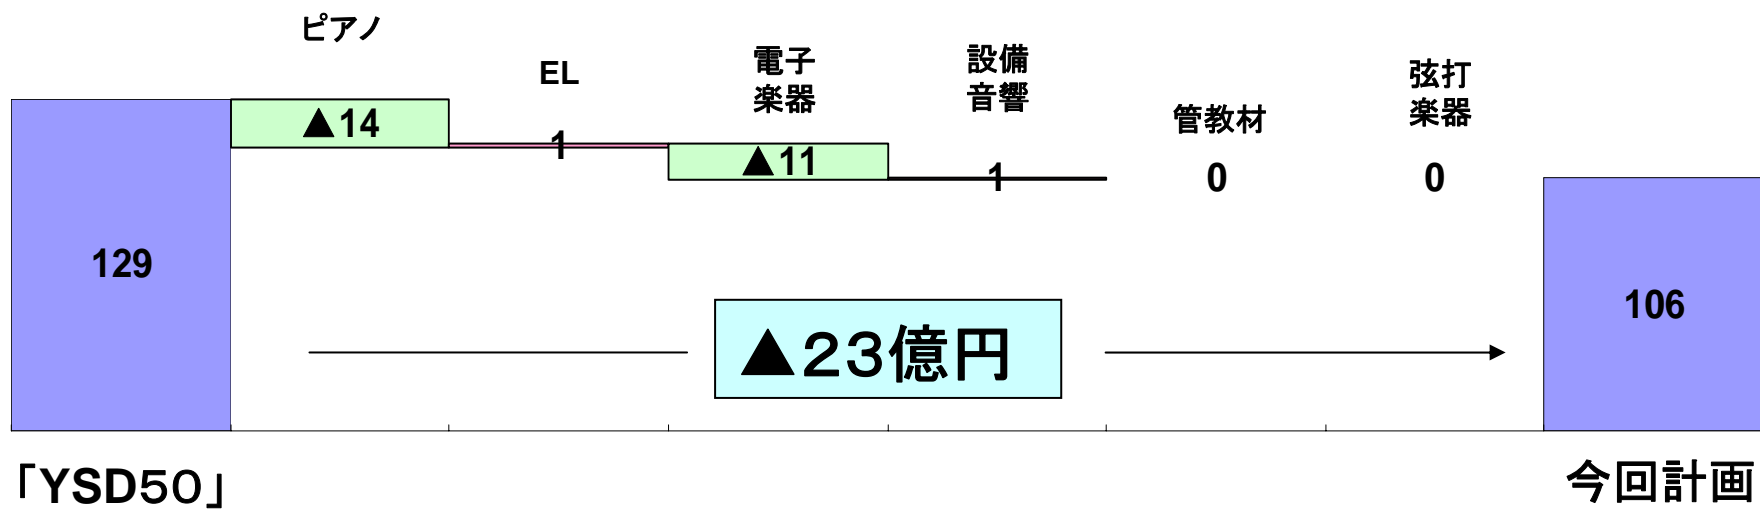 ピアノ
EL
電子
楽器
設備
音響
管教材
弦打
楽器
▲14
1
▲11
1
0
0
129
106
▲２３億円
「YSD５０」
今回計画